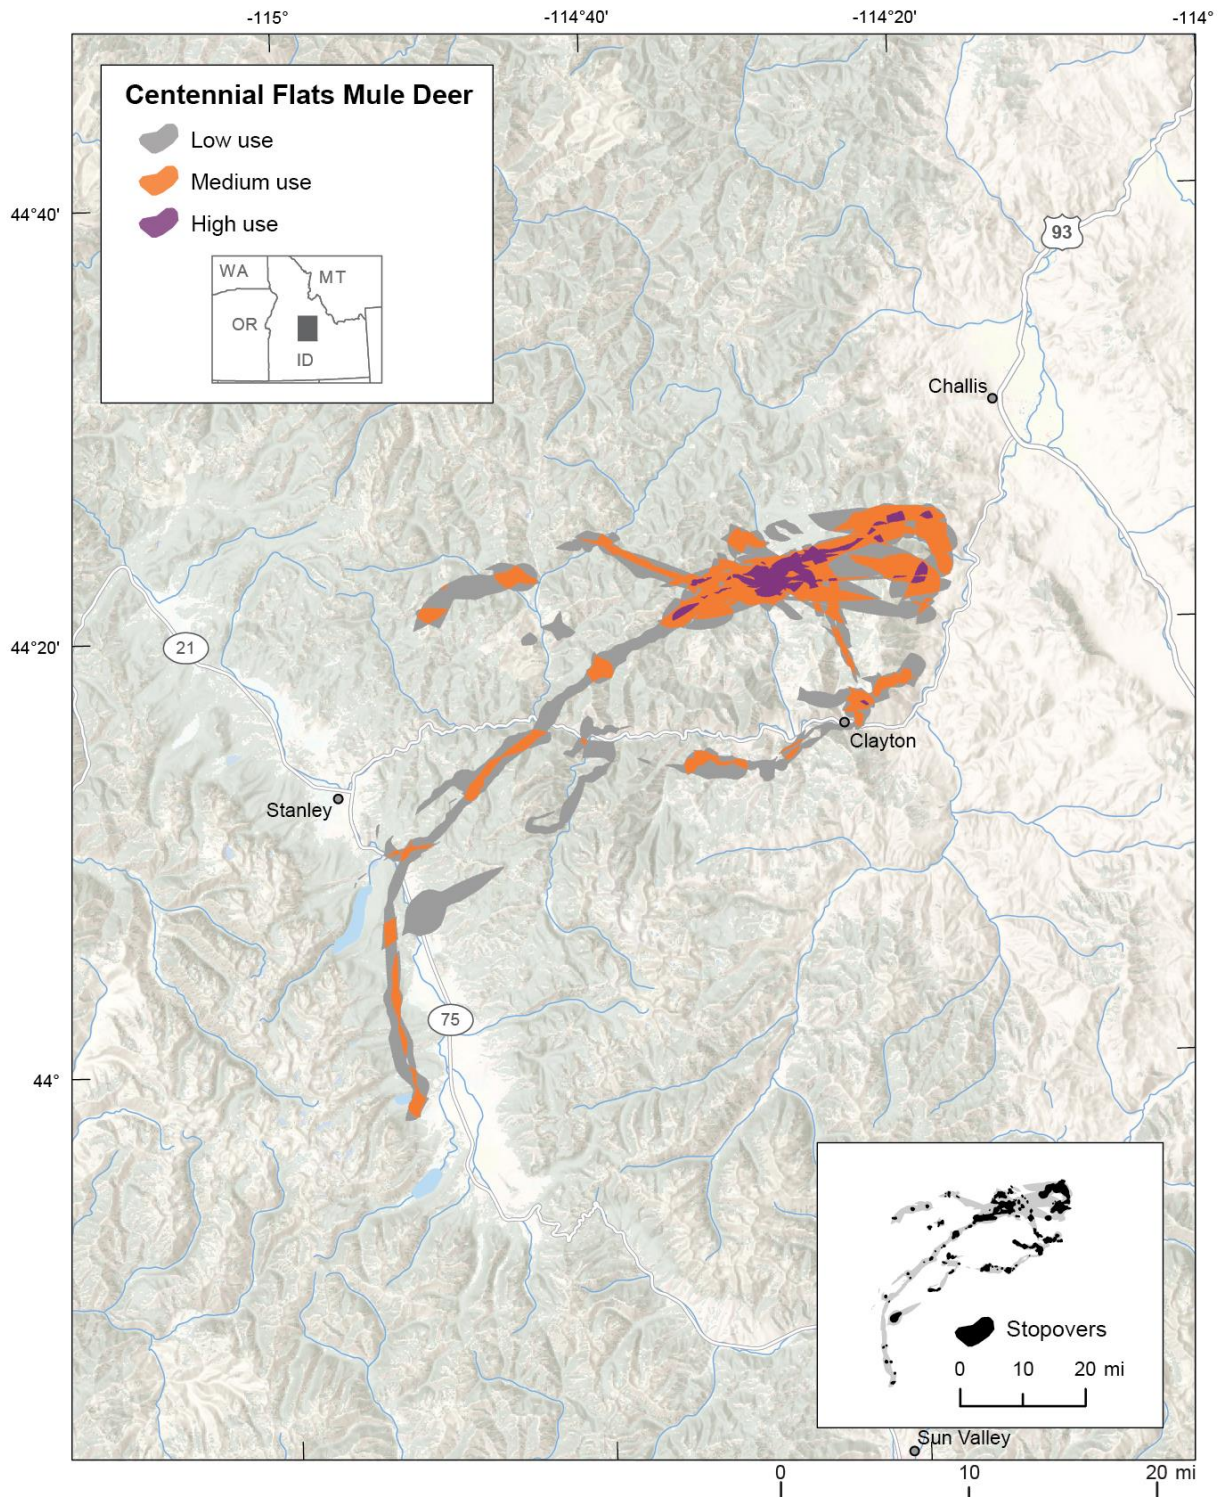 -115° -114°40' -114°20' -114°
Centennial Flats Mule Deer
Low use
Medium use
High use
WA
MT
OR
ID
44°40'
93
Challis
44°20'
21
Clayton
Stanley
75
44°
Stopovers
0 10 20 mi
Sun Valley
0 10 20 mi